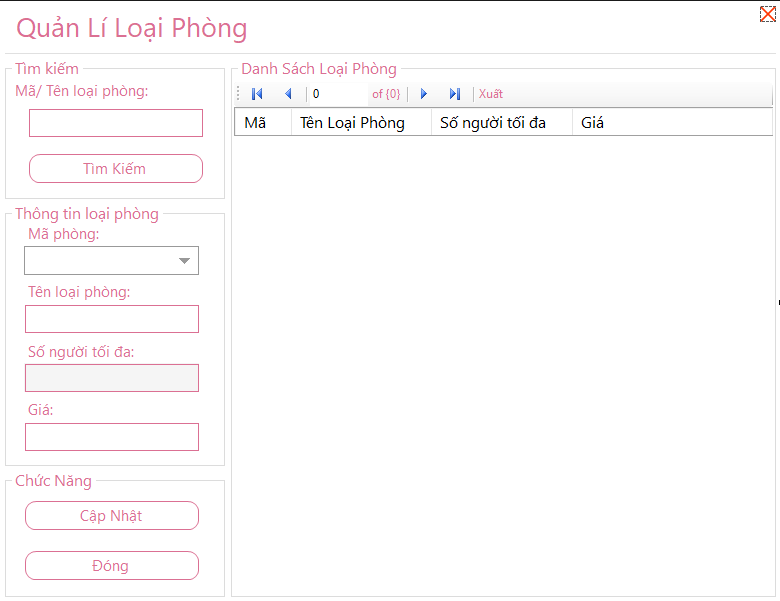 Quản Lí Loại Phòng
Tìm kiếm
Mã/ Tên loại phòng:
Tìm Kiếm
Thông tin loại phòng
Mã phòng:
Tên loại phòng:
Số người tối đa:
Giá:
Chức Năng
Cập Nhật
Đóng
Danh Sách Loại Phòng
0 of {0} Xuất
Mã Tên Loại Phòng Số người tối đa Giá